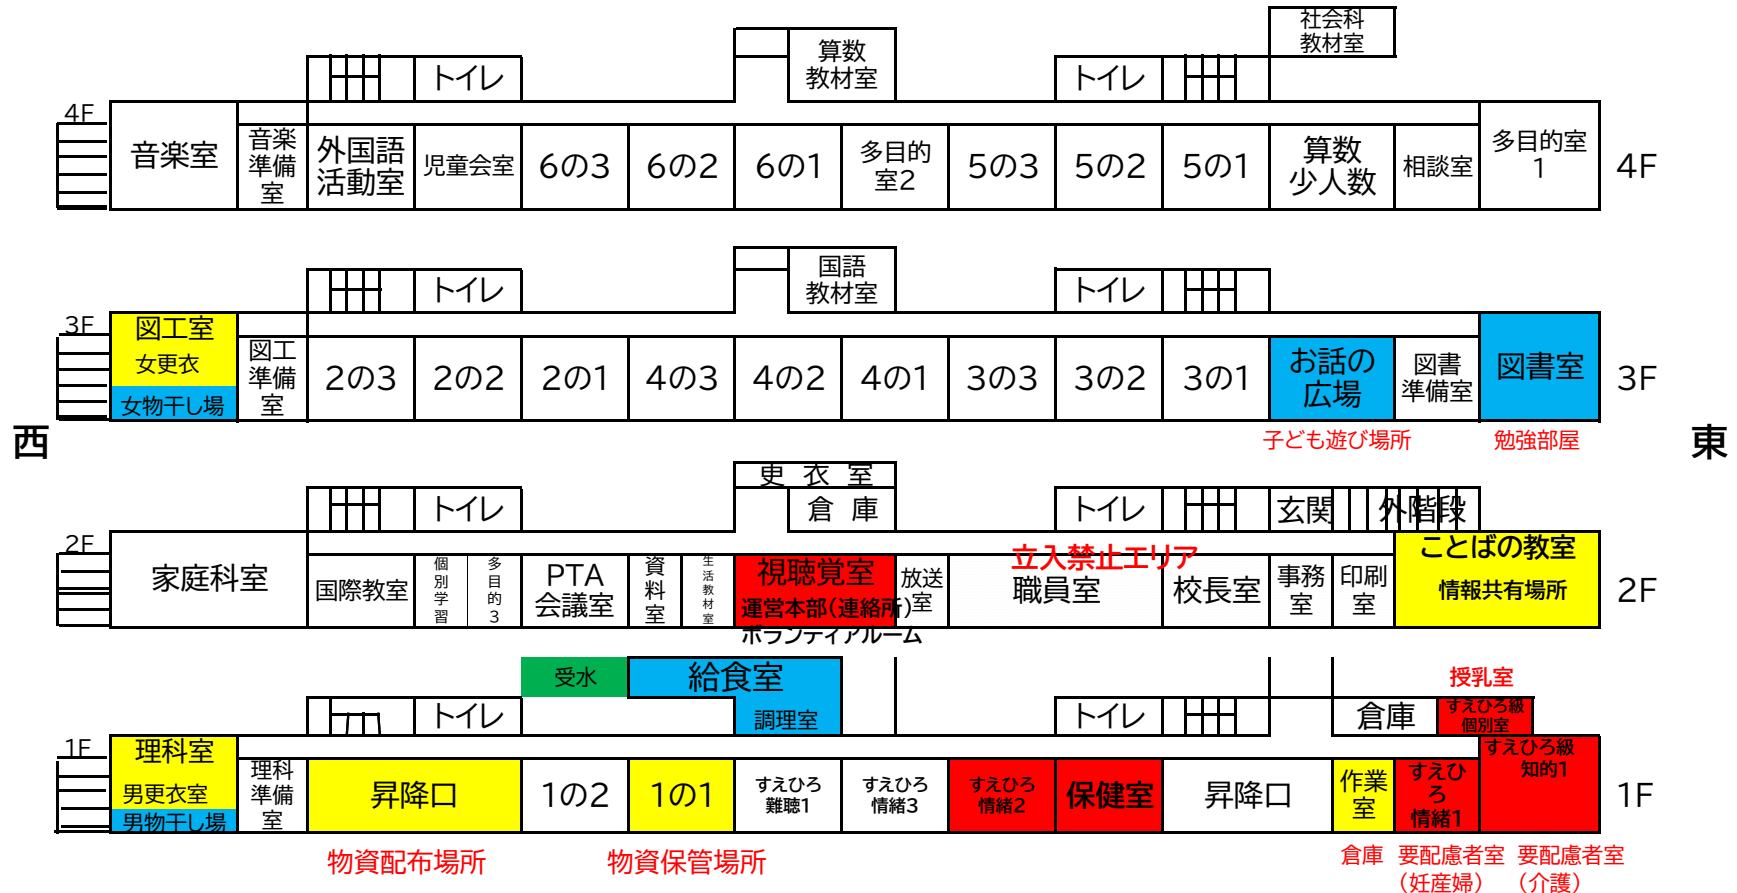 社会科
教材室
算数
教材室
トイレ
トイレ
4F
音楽室
音楽
準備
室
外国語
活動室
児童会室
6の3
6の2
6の1
多目的
室2
5の3
5の2
5の1
算数
少人数
相談室
多目的室
1
4F
国語
教材室
トイレ
トイレ
3F
図工室
女更衣
女物干し場
図工
準備
室
2の3
2の2
2の1
4の3
4の2
4の1
3の3
3の2
3の1
お話の
広場
図書
準備室
図書室
3F
子ども遊び場所
勉強部屋
西
東
更 衣 室
倉 庫
トイレ
トイレ
玄関
外階段
2F
家庭科室
国際教室
個別学習
多目的3
PTA
会議室
資料室
生活教材室
視聴覚室
運営本部(連絡所)
ボランティアルーム
放送
室
立入禁止エリア
職員室
校長室
事務
室
印刷
室
ことばの教室
情報共有場所
2F
受水
給食室
調理室
トイレ
トイレ
倉庫
授乳室
すえひろ級
個別室
1F
理科室
男更衣室
男物干し場
理科
準備
室
昇降口
1の2
1の1
すえひろ
難聴1
すえひろ
情緒3
すえひろ
情緒2
保健室
昇降口
作業
室
すえひ
ろ
情緒1
すえひろ級
知的1
1F
物資配布場所
物資保管場所
倉庫
要配慮者室
(妊産婦)
要配慮者室
(介護)